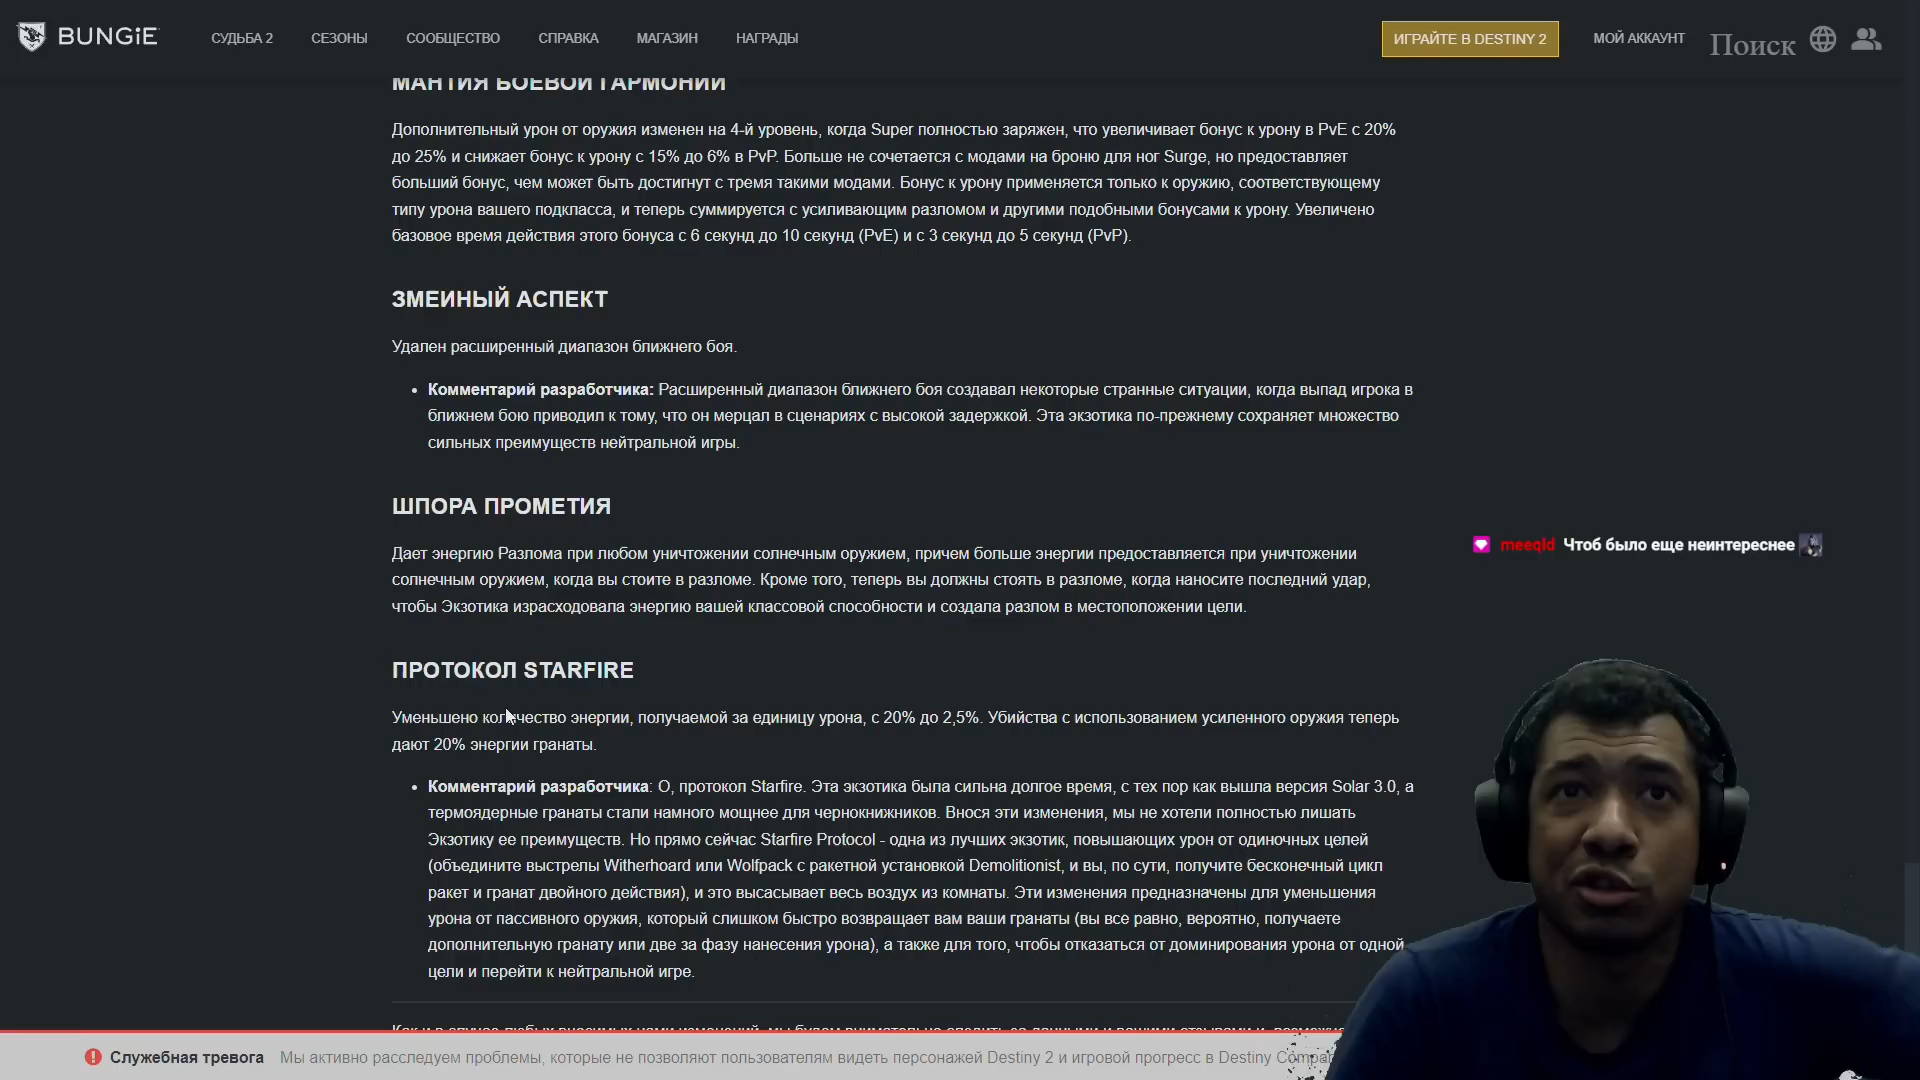 BUNGiE
СУДЬБА 2
СЕЗОНЫ
СООБЩЕСТВО
СПРАВКА
МАГАЗИН
НАГРАДЫ
ИГРАЙТЕ В DESTINY 2
МОЙ АККАУНТ
Поиск
МАНТИЯ БОЕВОЙ ГАРМОНИИ
Дополнительный урон от оружия изменен на 4-й уровень, когда Super полностью заряжен, что увеличивает бонус к урону в PvE с 20%
до 25% и снижает бонус к урону с 15% до 6% в PvP. Больше не сочетается с модами на броню для ног Surge, но предоставляет
больший бонус, чем может быть достигнут с тремя такими модами. Бонус к урону применяется только к оружию, соответствующему
типу урона вашего подкласса, и теперь суммируется с усиливающим разломом и другими подобными бонусами к урону. Увеличено
базовое время действия этого бонуса с 6 секунд до 10 секунд (PvE) и с 3 секунд до 5 секунд (PvP).
ЗМЕИНЫЙ АСПЕКТ
Удален расширенный диапазон ближнего боя.
• Комментарий разработчика: Расширенный диапазон ближнего боя создавал некоторые странные ситуации, когда выпад игрока в
ближнем бою приводил к тому, что он мерцал в сценариях с высокой задержкой. Эта экзотика по-прежнему сохраняет множество
сильных преимуществ нейтральной игры.
ШПОРА ПРОМЕТИЯ
Дает энергию Разлома при любом уничтожении солнечным оружием, причем больше энергии предоставляется при уничтожении
солнечным оружием, когда вы стоите в разломе. Кроме того, теперь вы должны стоять в разломе, когда наносите последний удар,
чтобы Экзотика израсходовала энергию вашей классовой способности и создала разлом в местоположении цели.
meeqld Чтоб было еще неинтереснее
ПРОТОКОЛ STARFIRE
Уменьшено количество энергии, получаемой за единицу урона, с 20% до 2,5%. Убийства с использованием усиленного оружия теперь
дают 20% энергии гранаты.
• Комментарий разработчика: О, протокол Starfire. Эта экзотика была сильна долгое время, с тех пор как вышла версия Solar 3.0, а
термоядерные гранаты стали намного мощнее для чернокнижников. Внося эти изменения, мы не хотели полностью лишать
Экзотику ее преимуществ. Но прямо сейчас Starfire Protocol - одна из лучших экзотик, повышающих урон от одиночных целей
(объедините выстрелы Witherhoard или Wolfpack с ракетной установкой Demolitionist, и вы, по сути, получите бесконечный цикл
ракет и гранат двойного действия), и это высасывает весь воздух из комнаты. Эти изменения предназначены для уменьшения
урона от пассивного оружия, который слишком быстро возвращает вам ваши гранаты (вы все равно, вероятно, получаете
дополнительную гранату или две за фазу нанесения урона), а также для того, чтобы отказаться от доминирования урона от одной
цели и перейти к нейтральной игре.
Служебная тревога Мы активно расследуем проблемы, которые не позволяют пользователям видеть персонажей Destiny 2 и игровой прогресс в Destiny